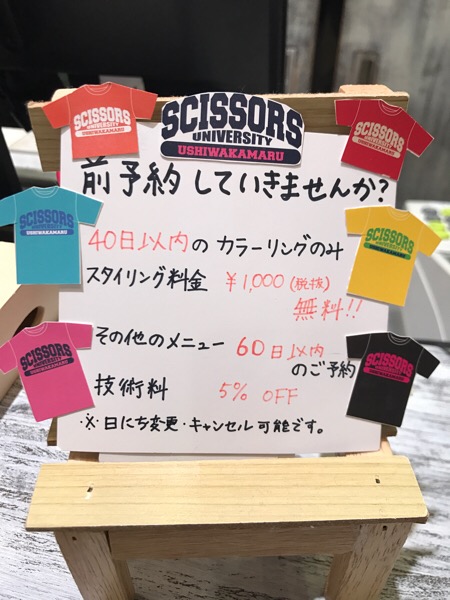 SCISSORS
UNIVERSITY
USHIWAKAMARU
SCISSORS
UNIVERSITY
USHIWAKAMARU
SCISSORS
UNIVERSITY
USHIWAKAMARU
前予約していきませんか?
SCISSORS
UNIVERSITY
USHIWAKAMARU
SCISSORS
UNIVERSITY
USHIWAKAMARU
40日以内のカラーリングのみ
スタイリング料金 ¥1,000(税抜)
無料!!
SCISSORS
UNIVERSITY
USHIWAKAMARU
SCISSORS
UNIVERSITY
USHIWAKAMARU
その他のメニュー 60日以内
のご予約
技術料 5% OFF
※日にち変更・キャンセル可能です。